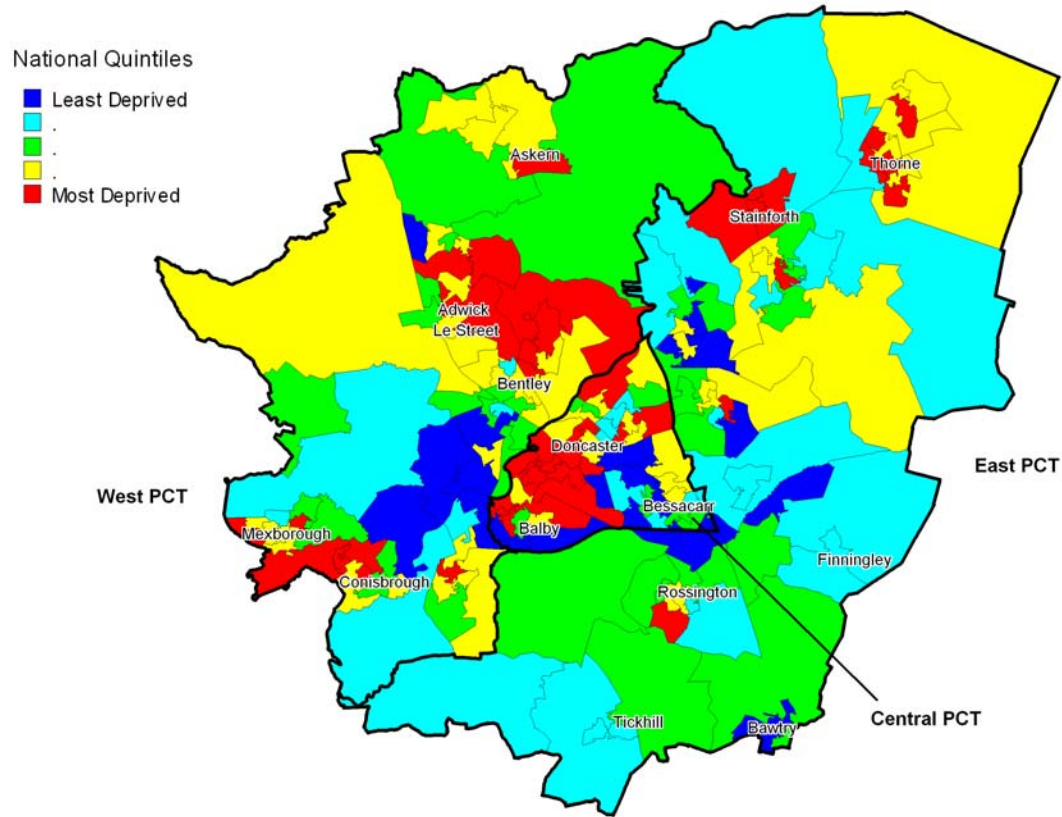 National Quintiles
Least Deprived
.
.
.
Most Deprived
Askern
Thorne
Stainforth
Adwick
Le Street
Bentley
Doncaster
East PCT
West PCT
Bessacarr
Mexborough
Balby
Finningley
Conisbrough
Rossington
Central PCT
Tickhill
Bawtry